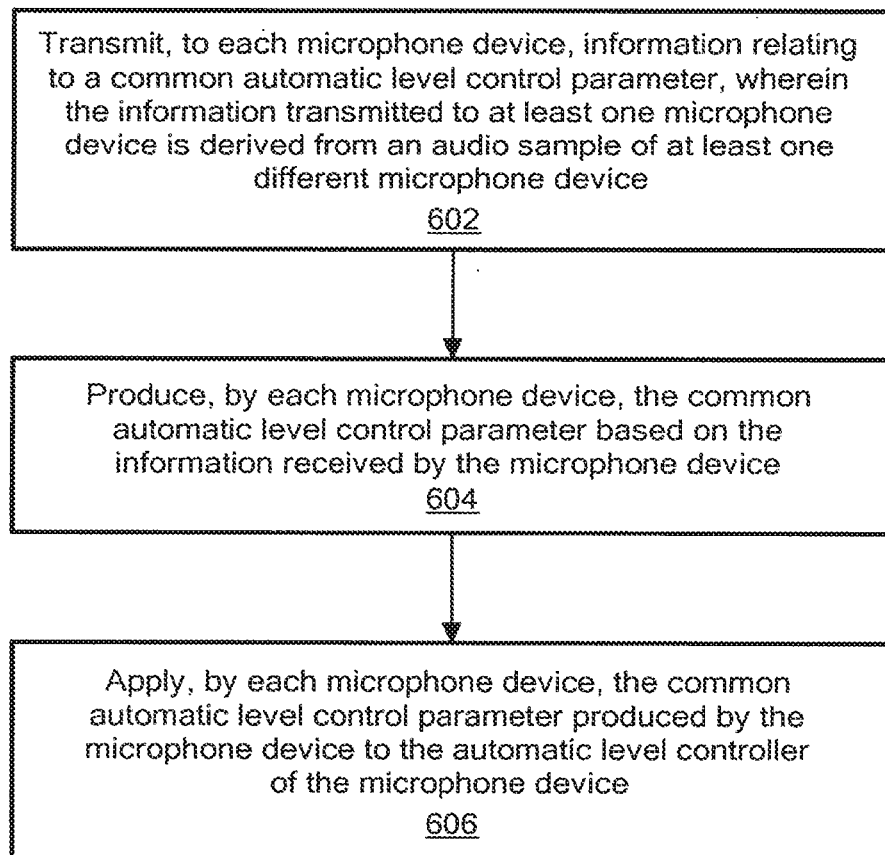 Transmit, to each microphone device, information relating
to a common automatic level control parameter, wherein
the information transmitted to at least one microphone
device is derived from an audio sample of at least one
different microphone device
602
Produce, by each microphone device, the common
automatic level control parameter based on the
information received by the microphone device
604
Apply, by each microphone device, the common
automatic level control parameter produced by the
microphone device to the automatic level controller
of the microphone device
606